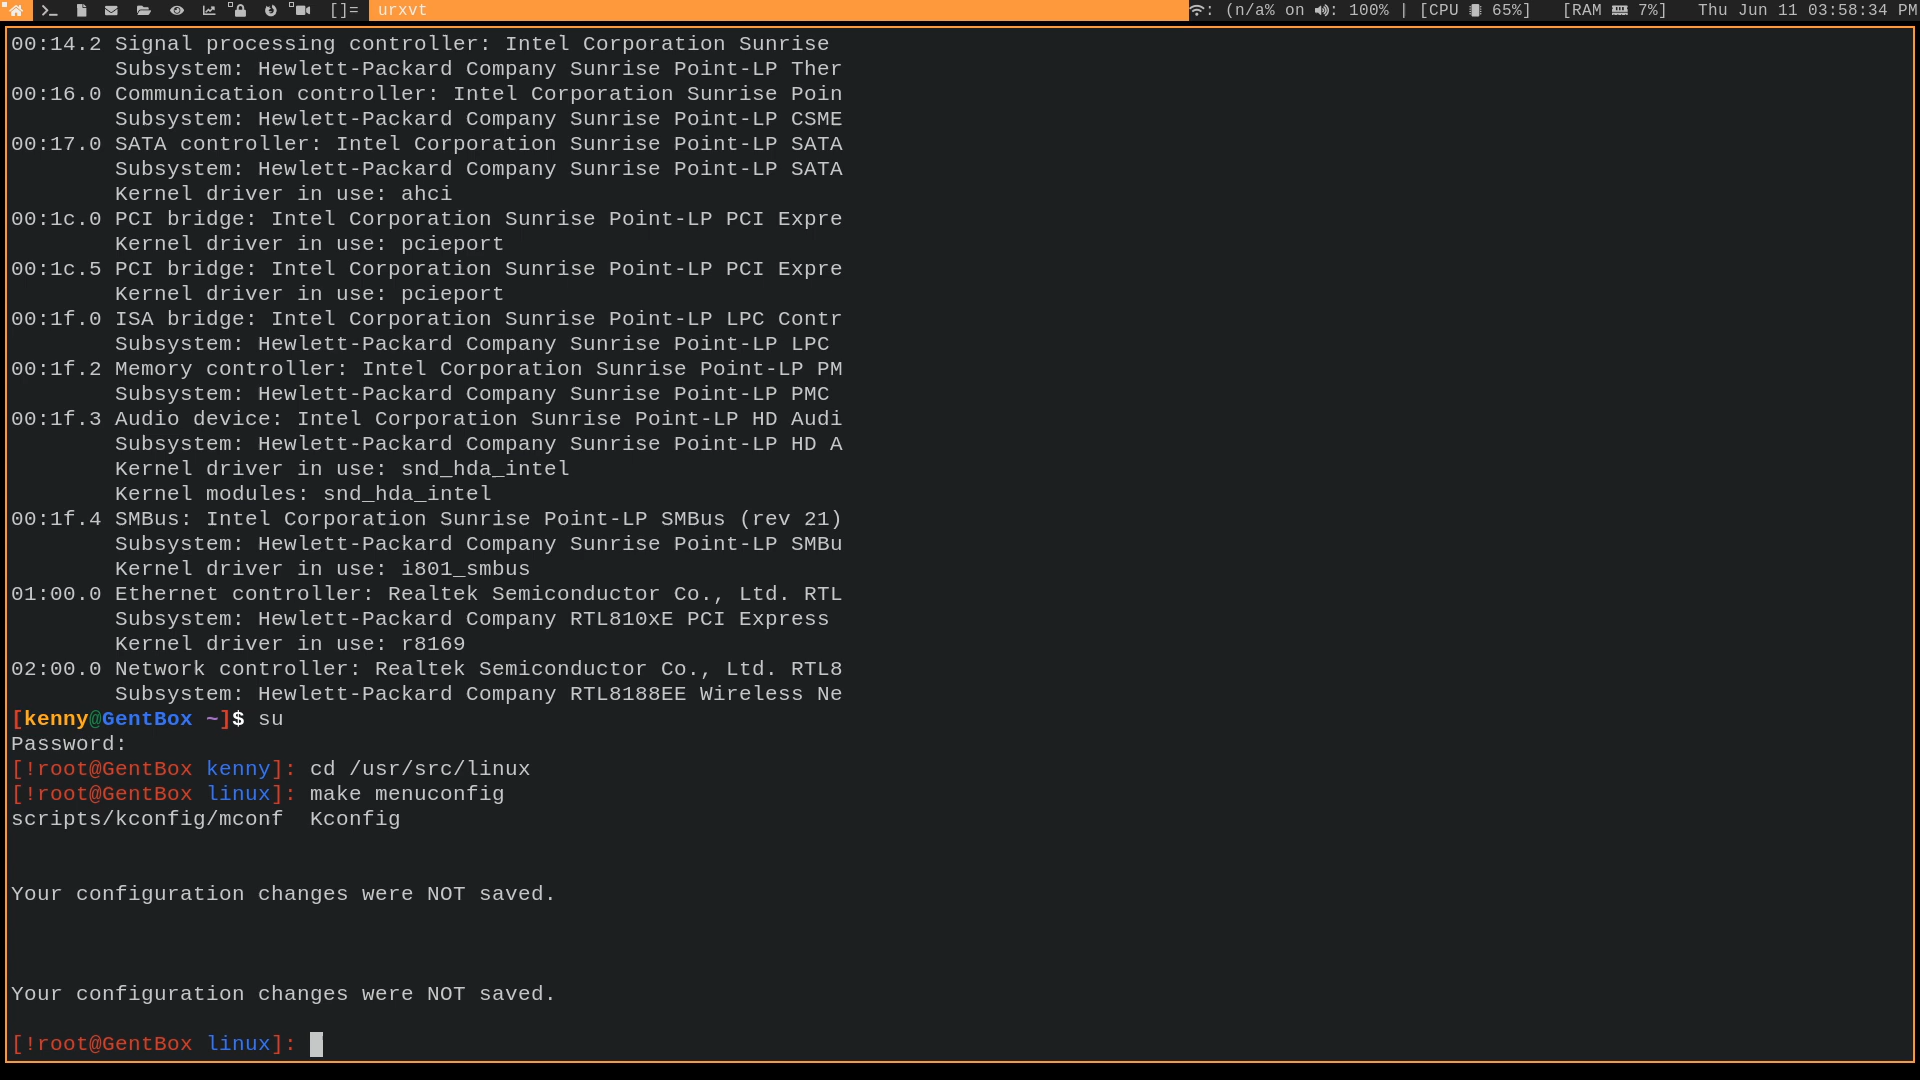 []= urxvt : (n/a% on : 100% | [CPU 65%] [RAM 7%] Thu Jun 11 03:58:34 PM
00:14.2 Signal processing controller: Intel Corporation Sunrise
Subsystem: Hewlett-Packard Company Sunrise Point-LP Ther
00:16.0 Communication controller: Intel Corporation Sunrise Poin
Subsystem: Hewlett-Packard Company Sunrise Point-LP CSME
00:17.0 SATA controller: Intel Corporation Sunrise Point-LP SATA
Subsystem: Hewlett-Packard Company Sunrise Point-LP SATA
Kernel driver in use: ahci
00:1c.0 PCI bridge: Intel Corporation Sunrise Point-LP PCI Expre
Kernel driver in use: pcieport
00:1c.5 PCI bridge: Intel Corporation Sunrise Point-LP PCI Expre
Kernel driver in use: pcieport
00:1f.0 ISA bridge: Intel Corporation Sunrise Point-LP LPC Contr
Subsystem: Hewlett-Packard Company Sunrise Point-LP LPC
00:1f.2 Memory controller: Intel Corporation Sunrise Point-LP PM
Subsystem: Hewlett-Packard Company Sunrise Point-LP PMC
00:1f.3 Audio device: Intel Corporation Sunrise Point-LP HD Audi
Subsystem: Hewlett-Packard Company Sunrise Point-LP HD A
Kernel driver in use: snd_hda_intel
Kernel modules: snd_hda_intel
00:1f.4 SMBus: Intel Corporation Sunrise Point-LP SMBus (rev 21)
Subsystem: Hewlett-Packard Company Sunrise Point-LP SMBu
Kernel driver in use: i801_smbus
01:00.0 Ethernet controller: Realtek Semiconductor Co., Ltd. RTL
Subsystem: Hewlett-Packard Company RTL810xE PCI Express
Kernel driver in use: r8169
02:00.0 Network controller: Realtek Semiconductor Co., Ltd. RTL8
Subsystem: Hewlett-Packard Company RTL8188EE Wireless Ne
[kenny@GentBox ~]$ su
Password:
[!root@GentBox kenny]: cd /usr/src/linux
[!root@GentBox linux]: make menuconfig
scripts/kconfig/mconf  Kconfig
Your configuration changes were NOT saved.
Your configuration changes were NOT saved.
[!root@GentBox linux]: